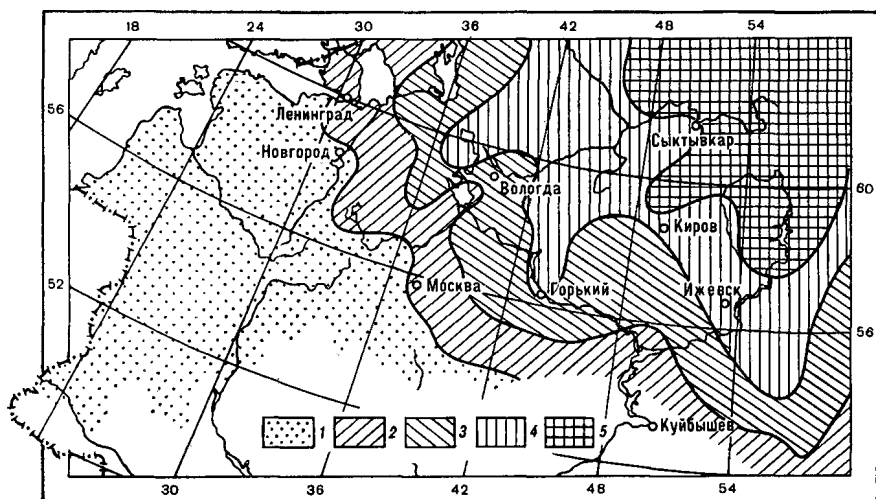 18 24 30 36 42 48 54
56
Ленинград
Новгород
Сыктывкар
Вологда
60
Киров
52
Москва
Горький
Ижевск
56
1 2 3 4 5
Куйбышев
30 36 42 48 54